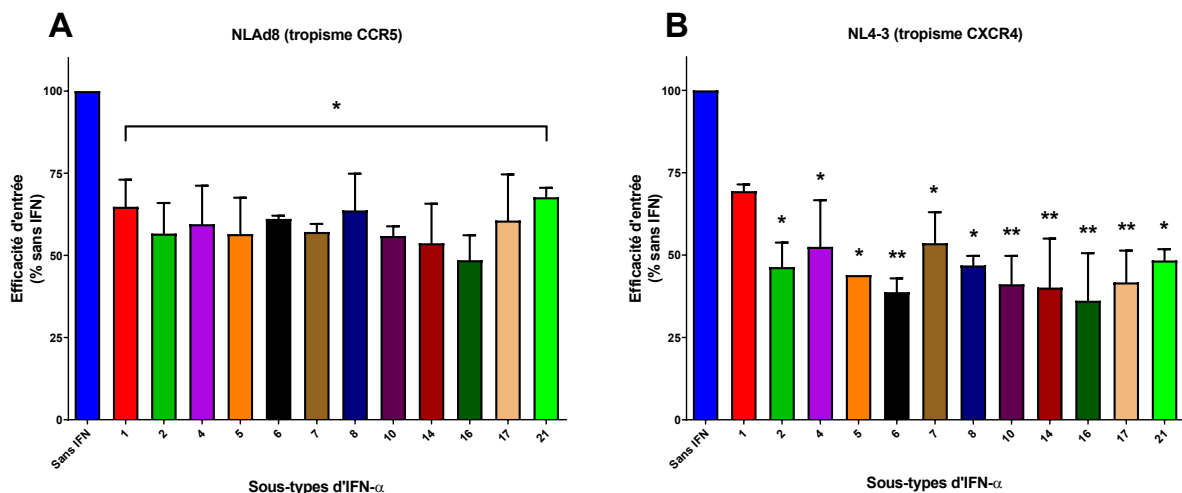 A
NLAd8 (tropisme CCR5)
Efficacité d'entrée
(% sans IFN)
100
75
50
25
0
*
Sans IFN 1 2 4 5 6 7 8 10 14 16 17 21
Sous-types d'IFN-α
B
NL4-3 (tropisme CXCR4)
Efficacité d'entrée
(% sans IFN)
100
75
50
25
0
* * * ** * * ** ** ** ** *
Sans IFN 1 2 4 5 6 7 8 10 14 16 17 21
Sous-types d'IFN-α